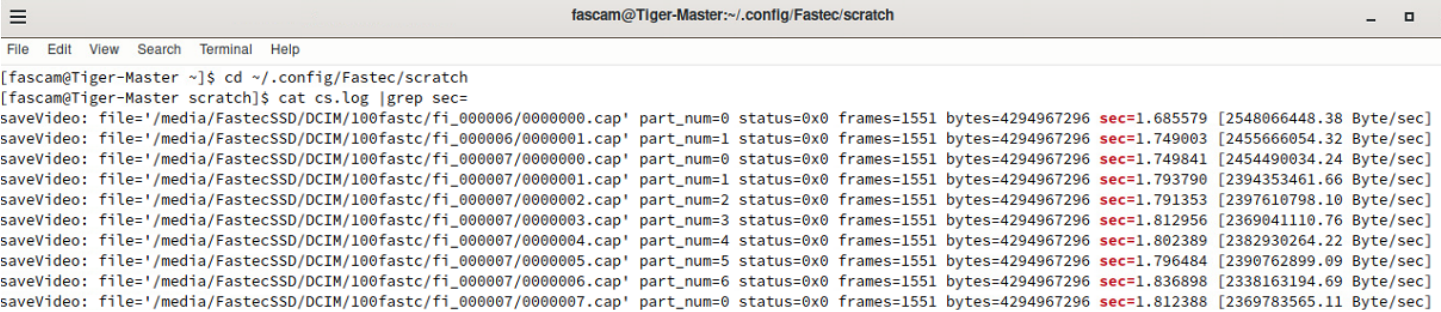 fascam@Tiger-Master:~/.config/Fastec/scratch
File Edit View Search Terminal Help
[fascam@Tiger-Master ~]$ cd ~/.config/Fastec/scratch
[fascam@Tiger-Master scratch]$ cat cs.log |grep sec=
saveVideo: file='/media/FastecSSD/DCIM/100fastc/fi_000006/0000000.cap' part_num=0 status=0x0 frames=1551 bytes=4294967296 sec=1.685579 [2548066448.38 Byte/sec]
saveVideo: file='/media/FastecSSD/DCIM/100fastc/fi_000006/0000001.cap' part_num=1 status=0x0 frames=1551 bytes=4294967296 sec=1.749003 [2455666054.32 Byte/sec]
saveVideo: file='/media/FastecSSD/DCIM/100fastc/fi_000007/0000000.cap' part_num=0 status=0x0 frames=1551 bytes=4294967296 sec=1.749841 [2454490034.24 Byte/sec]
saveVideo: file='/media/FastecSSD/DCIM/100fastc/fi_000007/0000001.cap' part_num=1 status=0x0 frames=1551 bytes=4294967296 sec=1.793790 [2394353461.66 Byte/sec]
saveVideo: file='/media/FastecSSD/DCIM/100fastc/fi_000007/0000002.cap' part_num=2 status=0x0 frames=1551 bytes=4294967296 sec=1.791353 [2397610798.10 Byte/sec]
saveVideo: file='/media/FastecSSD/DCIM/100fastc/fi_000007/0000003.cap' part_num=3 status=0x0 frames=1551 bytes=4294967296 sec=1.812956 [2369041110.76 Byte/sec]
saveVideo: file='/media/FastecSSD/DCIM/100fastc/fi_000007/0000004.cap' part_num=4 status=0x0 frames=1551 bytes=4294967296 sec=1.802389 [2382930264.22 Byte/sec]
saveVideo: file='/media/FastecSSD/DCIM/100fastc/fi_000007/0000005.cap' part_num=5 status=0x0 frames=1551 bytes=4294967296 sec=1.796484 [2390762899.09 Byte/sec]
saveVideo: file='/media/FastecSSD/DCIM/100fastc/fi_000007/0000006.cap' part_num=6 status=0x0 frames=1551 bytes=4294967296 sec=1.836898 [2338163194.69 Byte/sec]
saveVideo: file='/media/FastecSSD/DCIM/100fastc/fi_000007/0000007.cap' part_num=0 status=0x0 frames=1551 bytes=4294967296 sec=1.812388 [2369783565.11 Byte/sec]